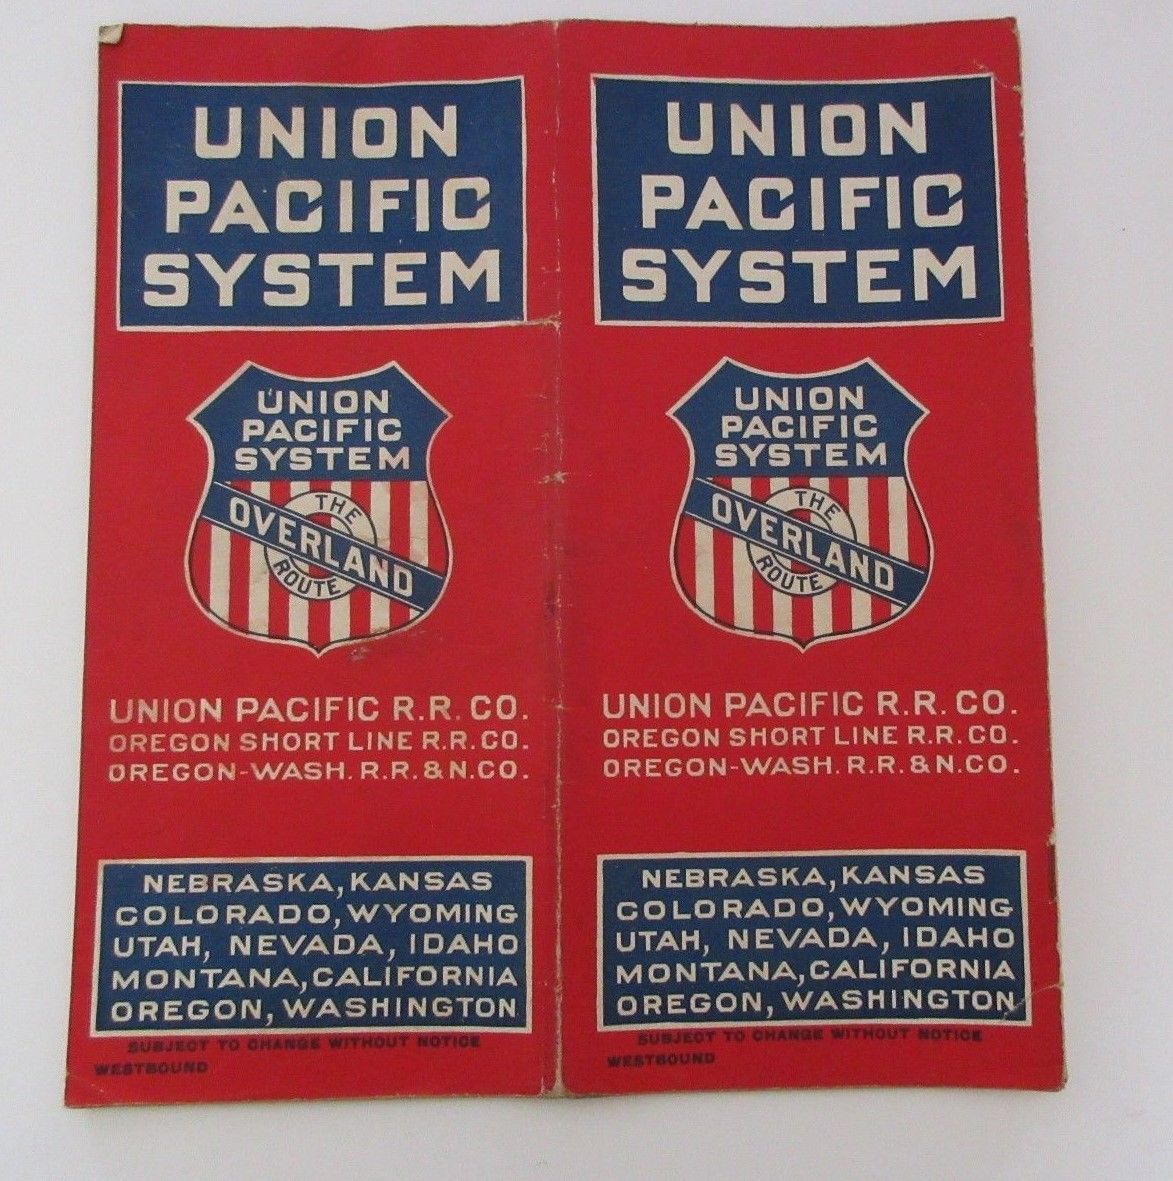 UNION
PACIFIC
SYSTEM
UNION
PACIFIC
SYSTEM
THE
OVERLAND
ROUTE
UNION PACIFIC R.R. CO.
OREGON SHORT LINE R.R. CO.
OREGON-WASH. R.R. & N. CO.
NEBRASKA, KANSAS
COLORADO, WYOMING
UTAH, NEVADA, IDAHO
MONTANA, CALIFORNIA
OREGON, WASHINGTON
SUBJECT TO CHANGE WITHOUT NOTICE
WESTBOUND
UNION
PACIFIC
SYSTEM
UNION
PACIFIC
SYSTEM
THE
OVERLAND
ROUTE
UNION PACIFIC R.R. CO.
OREGON SHORT LINE R.R. CO.
OREGON-WASH. R.R. & N. CO.
NEBRASKA, KANSAS
COLORADO, WYOMING
UTAH, NEVADA, IDAHO
MONTANA, CALIFORNIA
OREGON, WASHINGTON
SUBJECT TO CHANGE WITHOUT NOTICE
WESTBOUND